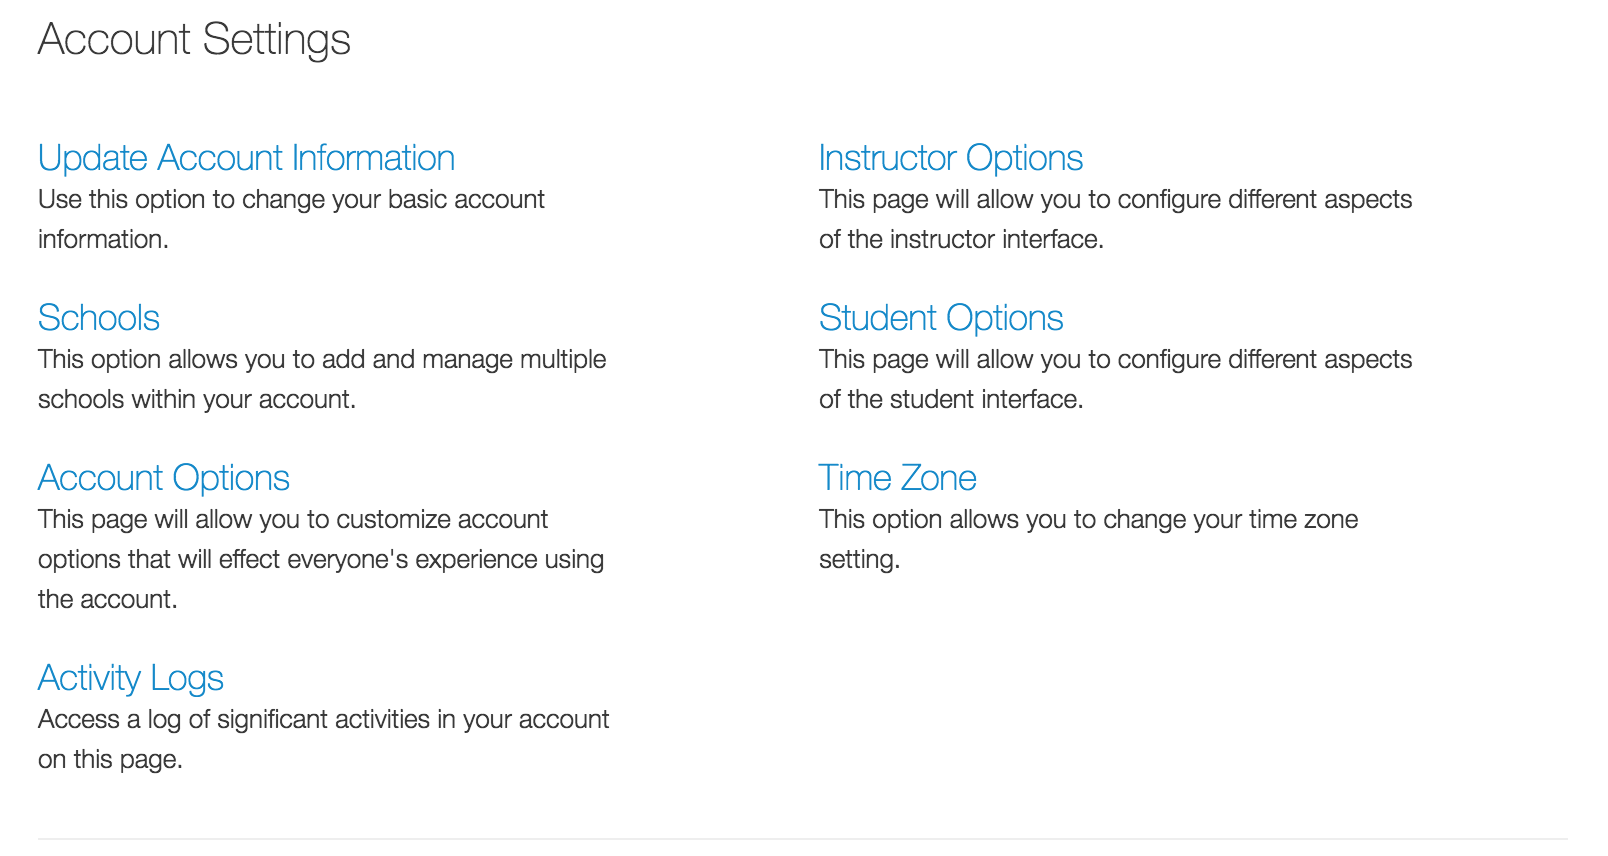 Account Settings
Update Account Information
Use this option to change your basic account
information.
Schools
This option allows you to add and manage multiple
schools within your account.
Account Options
This page will allow you to customize account
options that will effect everyone's experience using
the account.
Activity Logs
Access a log of significant activities in your account
on this page.
Instructor Options
This page will allow you to configure different aspects
of the instructor interface.
Student Options
This page will allow you to configure different aspects
of the student interface.
Time Zone
This option allows you to change your time zone
setting.